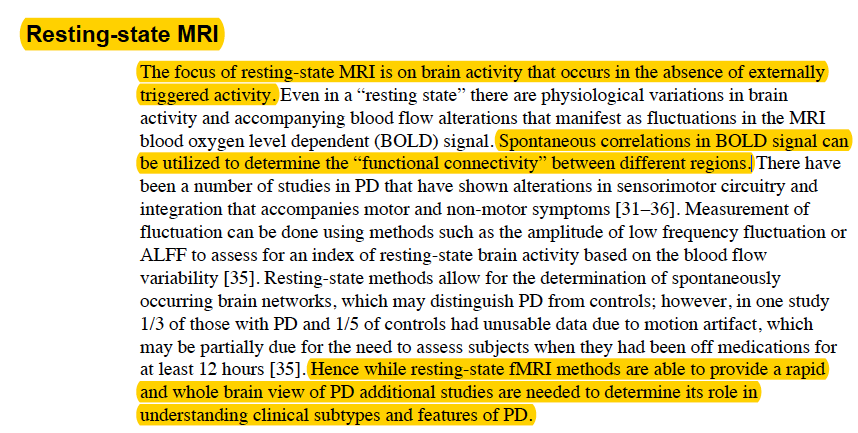 Resting-state MRI
The focus of resting-state MRI is on brain activity that occurs in the absence of externally
triggered activity. Even in a “resting state” there are physiological variations in brain
activity and accompanying blood flow alterations that manifest as fluctuations in the MRI
blood oxygen level dependent (BOLD) signal. Spontaneous correlations in BOLD signal can
be utilized to determine the “functional connectivity” between different regions. There have
been a number of studies in PD that have shown alterations in sensorimotor circuitry and
integration that accompanies motor and non-motor symptoms [31–36]. Measurement of
fluctuation can be done using methods such as the amplitude of low frequency fluctuation or
ALFF to assess for an index of resting-state brain activity based on the blood flow
variability [35]. Resting-state methods allow for the determination of spontaneously
occurring brain networks, which may distinguish PD from controls; however, in one study
1/3 of those with PD and 1/5 of controls had unusable data due to motion artifact, which
may be partially due for the need to assess subjects when they had been off medications for
at least 12 hours [35]. Hence while resting-state fMRI methods are able to provide a rapid
and whole brain view of PD additional studies are needed to determine its role in
understanding clinical subtypes and features of PD.